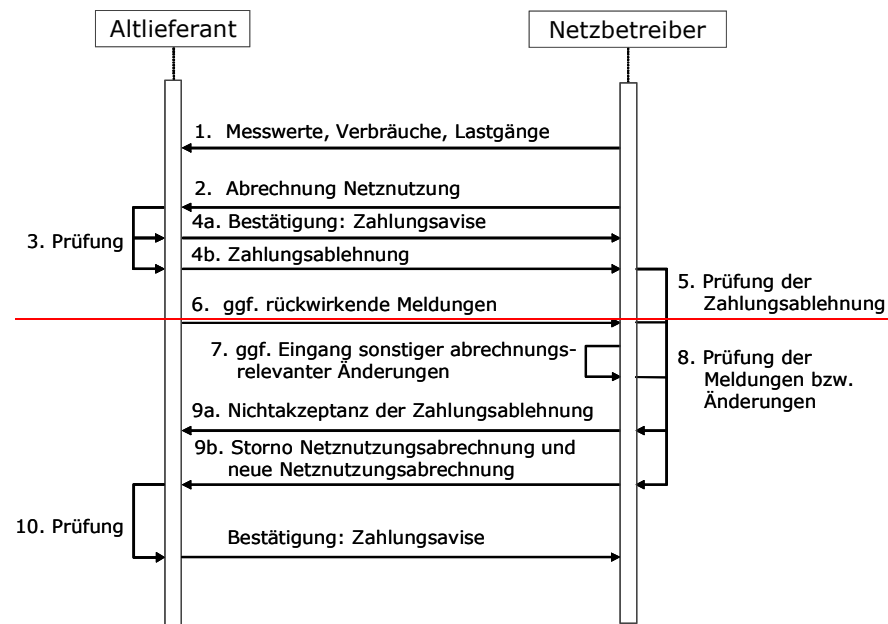 Altlieferant
Netzbetreiber
1. Messwerte, Verbräuche, Lastgänge
2. Abrechnung Netznutzung
4a. Bestätigung: Zahlungsavise
3. Prüfung
4b. Zahlungsablehnung
5. Prüfung der
Zahlungsablehnung
6. ggf. rückwirkende Meldungen
7. ggf. Eingang sonstiger abrechnungs-
relevanter Änderungen
8. Prüfung der
Meldungen bzw.
Änderungen
9a. Nichtakzeptanz der Zahlungsablehnung
9b. Storno Netznutzungsabrechnung und
neue Netznutzungsabrechnung
10. Prüfung
Bestätigung: Zahlungsavise